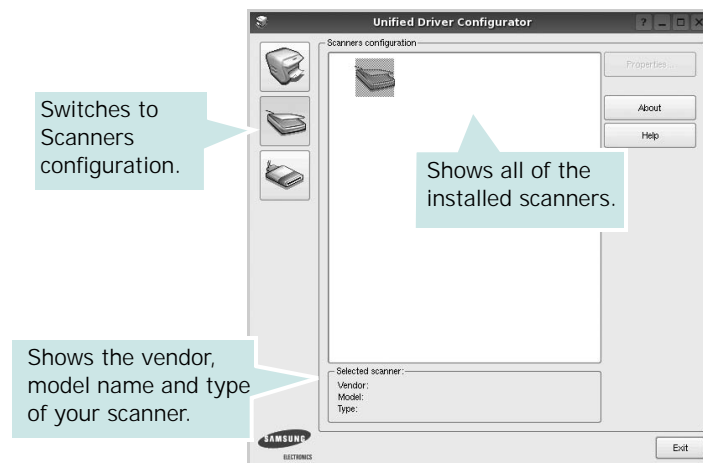 Unified Driver Configurator
Scanners configuration
Properties ...
About
Help
Switches to
Scanners
configuration.
Shows all of the
installed scanners.
Shows the vendor,
model name and type
of your scanner.
Selected scanner:
Vendor:
Model:
Type:
SAMSUNG
ELECTRONICS
Exit